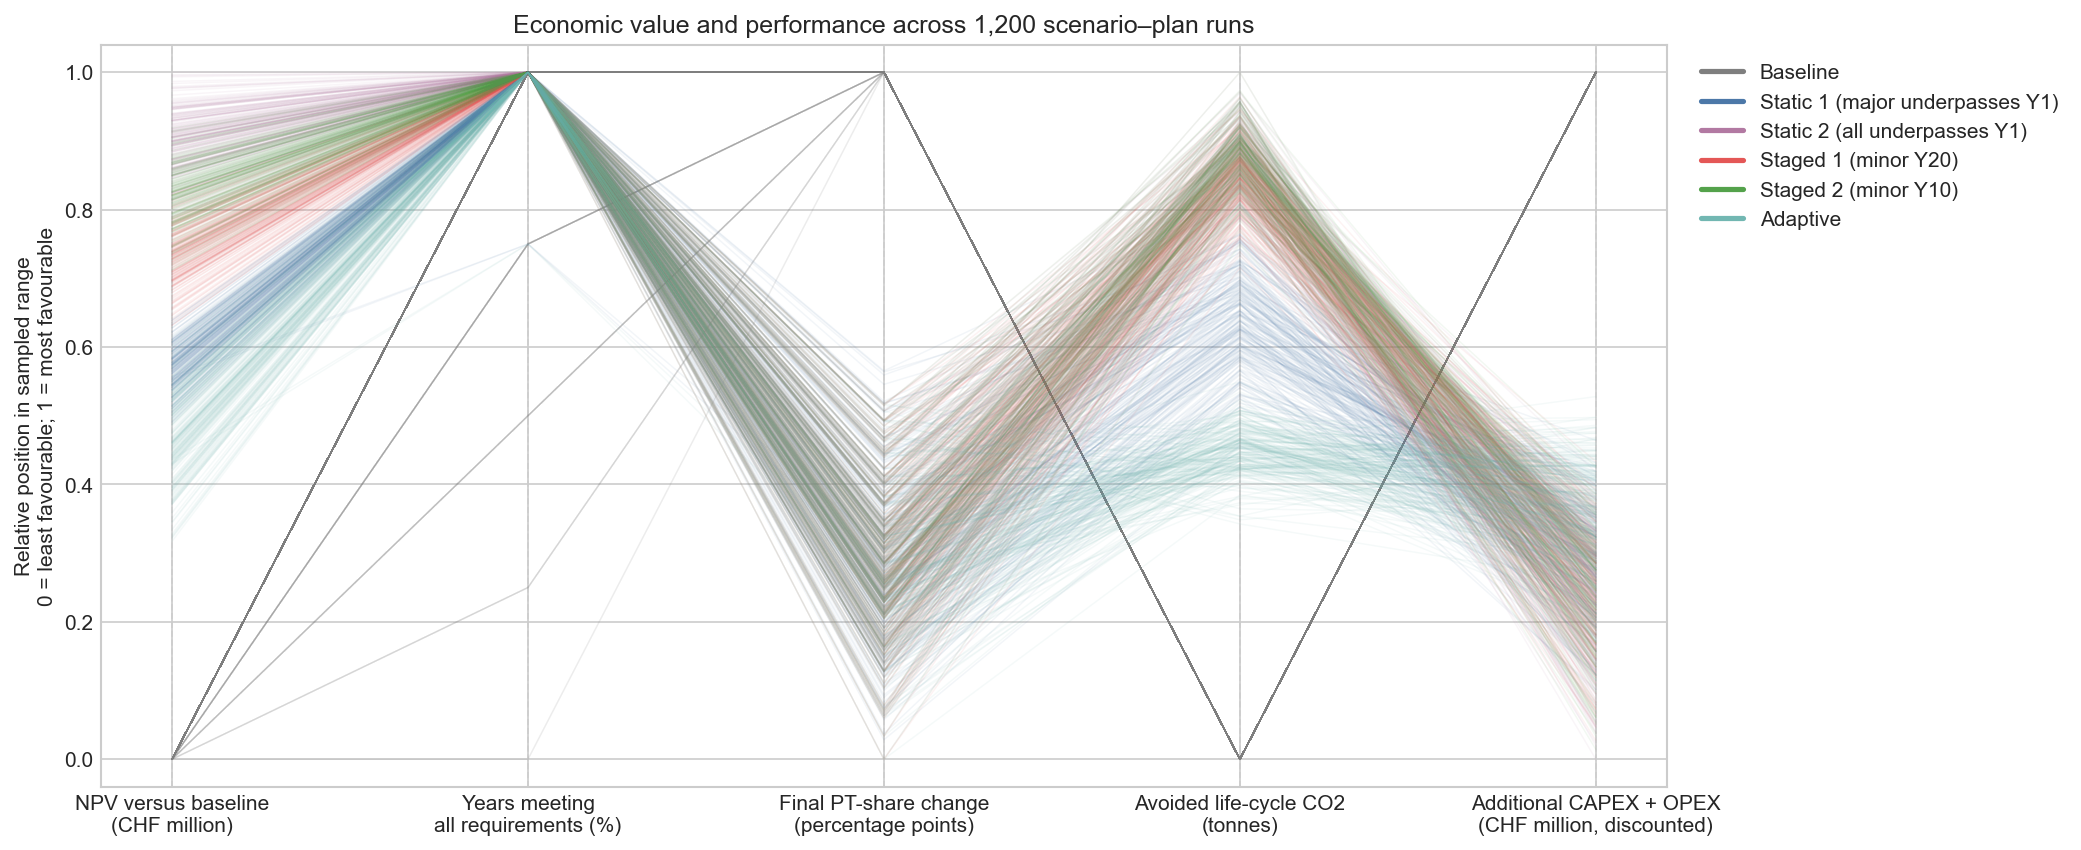 Economic value and performance across 1,200 scenario–plan runs
Relative position in sampled range
0 = least favourable; 1 = most favourable
1.0
0.8
0.6
0.4
0.2
0.0
NPV versus baseline
(CHF million)
Years meeting
all requirements (%)
Final PT-share change
(percentage points)
Avoided life-cycle CO2
(tonnes)
Additional CAPEX + OPEX
(CHF million, discounted)
Baseline
Static 1 (major underpasses Y1)
Static 2 (all underpasses Y1)
Staged 1 (minor Y20)
Staged 2 (minor Y10)
Adaptive